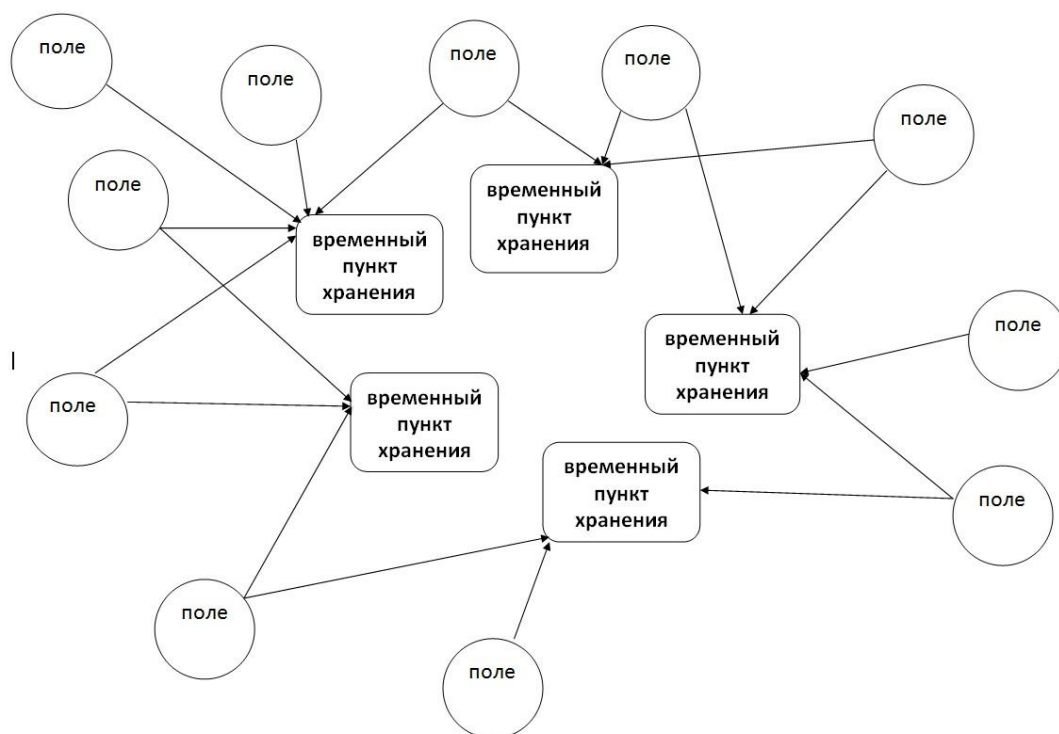 поле
поле
поле
поле
поле
поле
временный
пункт
хранения
временный
пункт
хранения
поле
временный
пункт
хранения
поле
временный
пункт
хранения
временный
пункт
хранения
поле
поле
поле